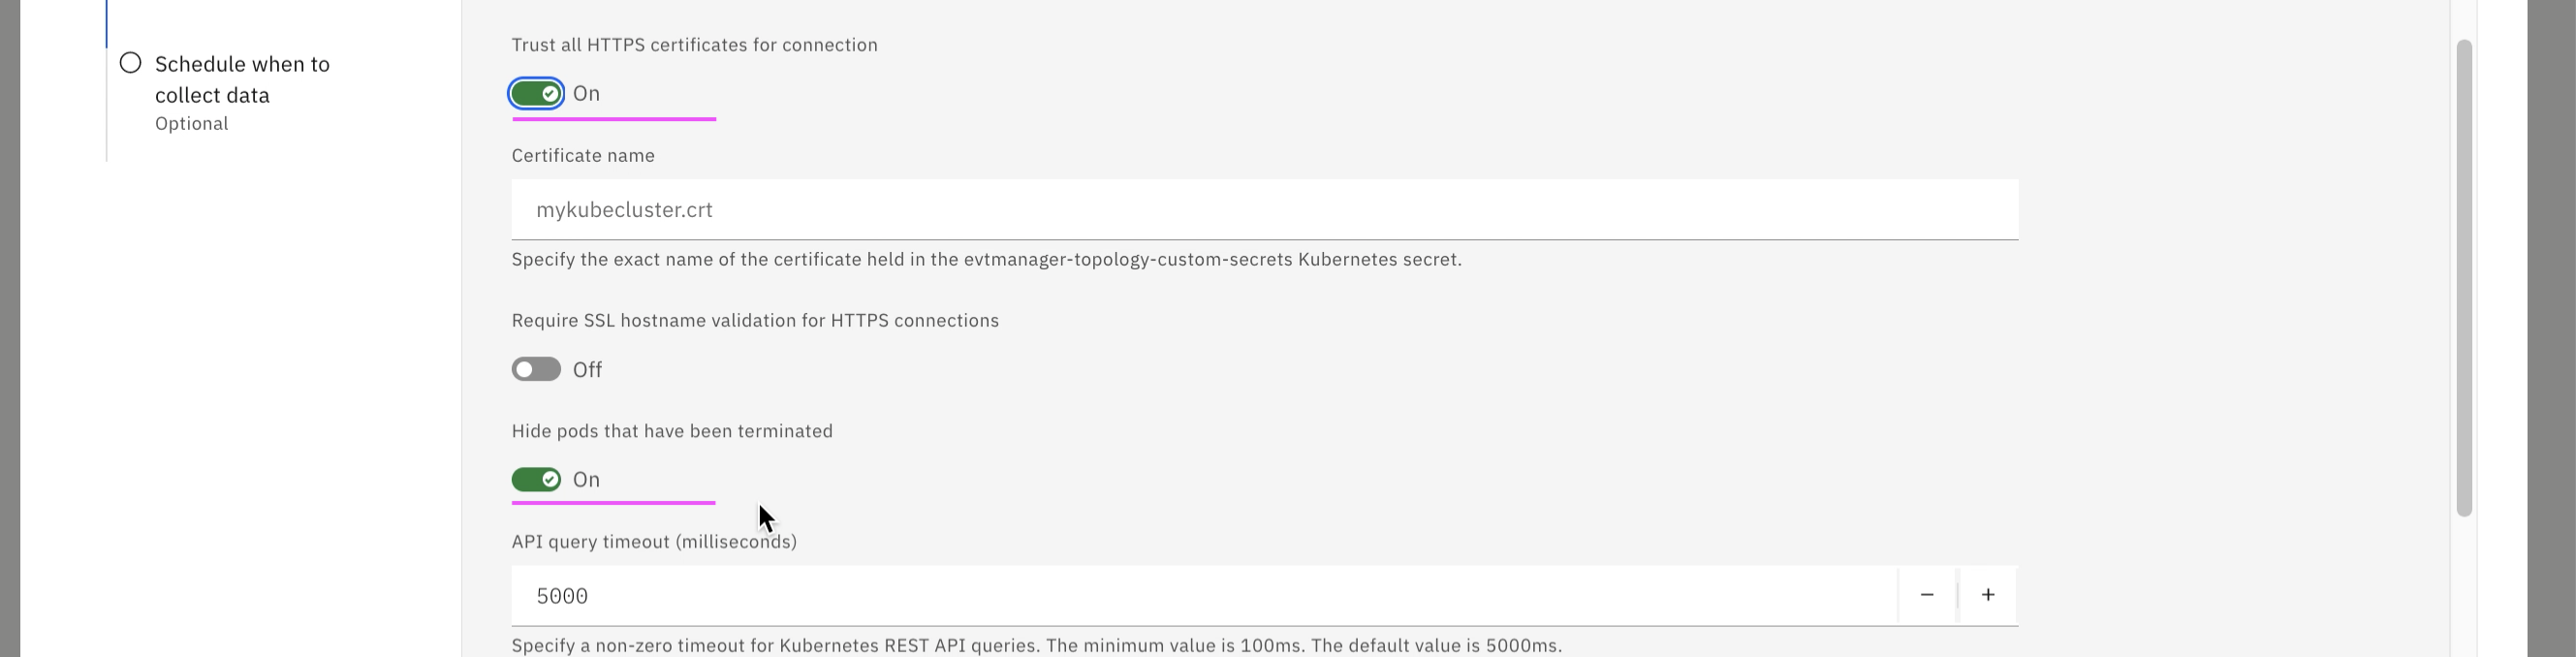 Schedule when to
collect data
Optional
Trust all HTTPS certificates for connection
On
Certificate name
mykubecluster.crt
Specify the exact name of the certificate held in the evtmanager-topology-custom-secrets Kubernetes secret.
Require SSL hostname validation for HTTPS connections
Off
Hide pods that have been terminated
On
API query timeout (milliseconds)
5000
Specify a non-zero timeout for Kubernetes REST API queries. The minimum value is 100ms. The default value is 5000ms.